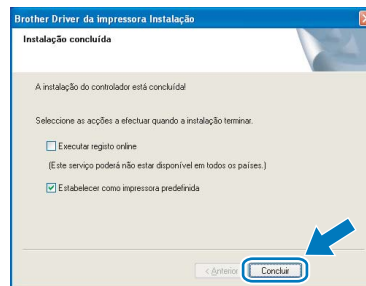 Brother Driver da impressora Instalação
Instalação concluída
A instalação do controlador está concluída!
Seleccione as acções a efectuar quando a instalação terminar.
Executar registo online
(Este serviço poderá não estar disponível em todos os países.)
Estabelecer como impressora predefinida
< Anterior
Concluir